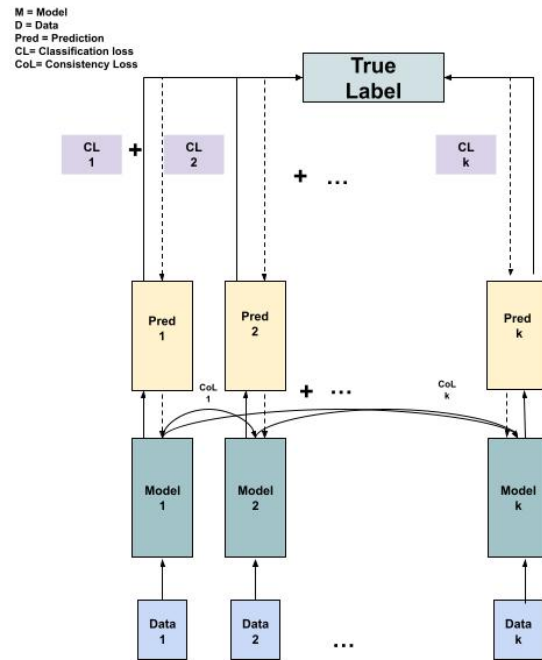 M = Model
D = Data
Pred = Prediction
CL= Classification loss
CoL= Consistency Loss
True
Label
CL
1
+
CL
2
+ ...
CL
k
Pred
1
Pred
2
Pred
k
CoL
1
+ ...
CoL
k
Model
1
Model
2
Model
k
Data
1
Data
2
...
Data
k